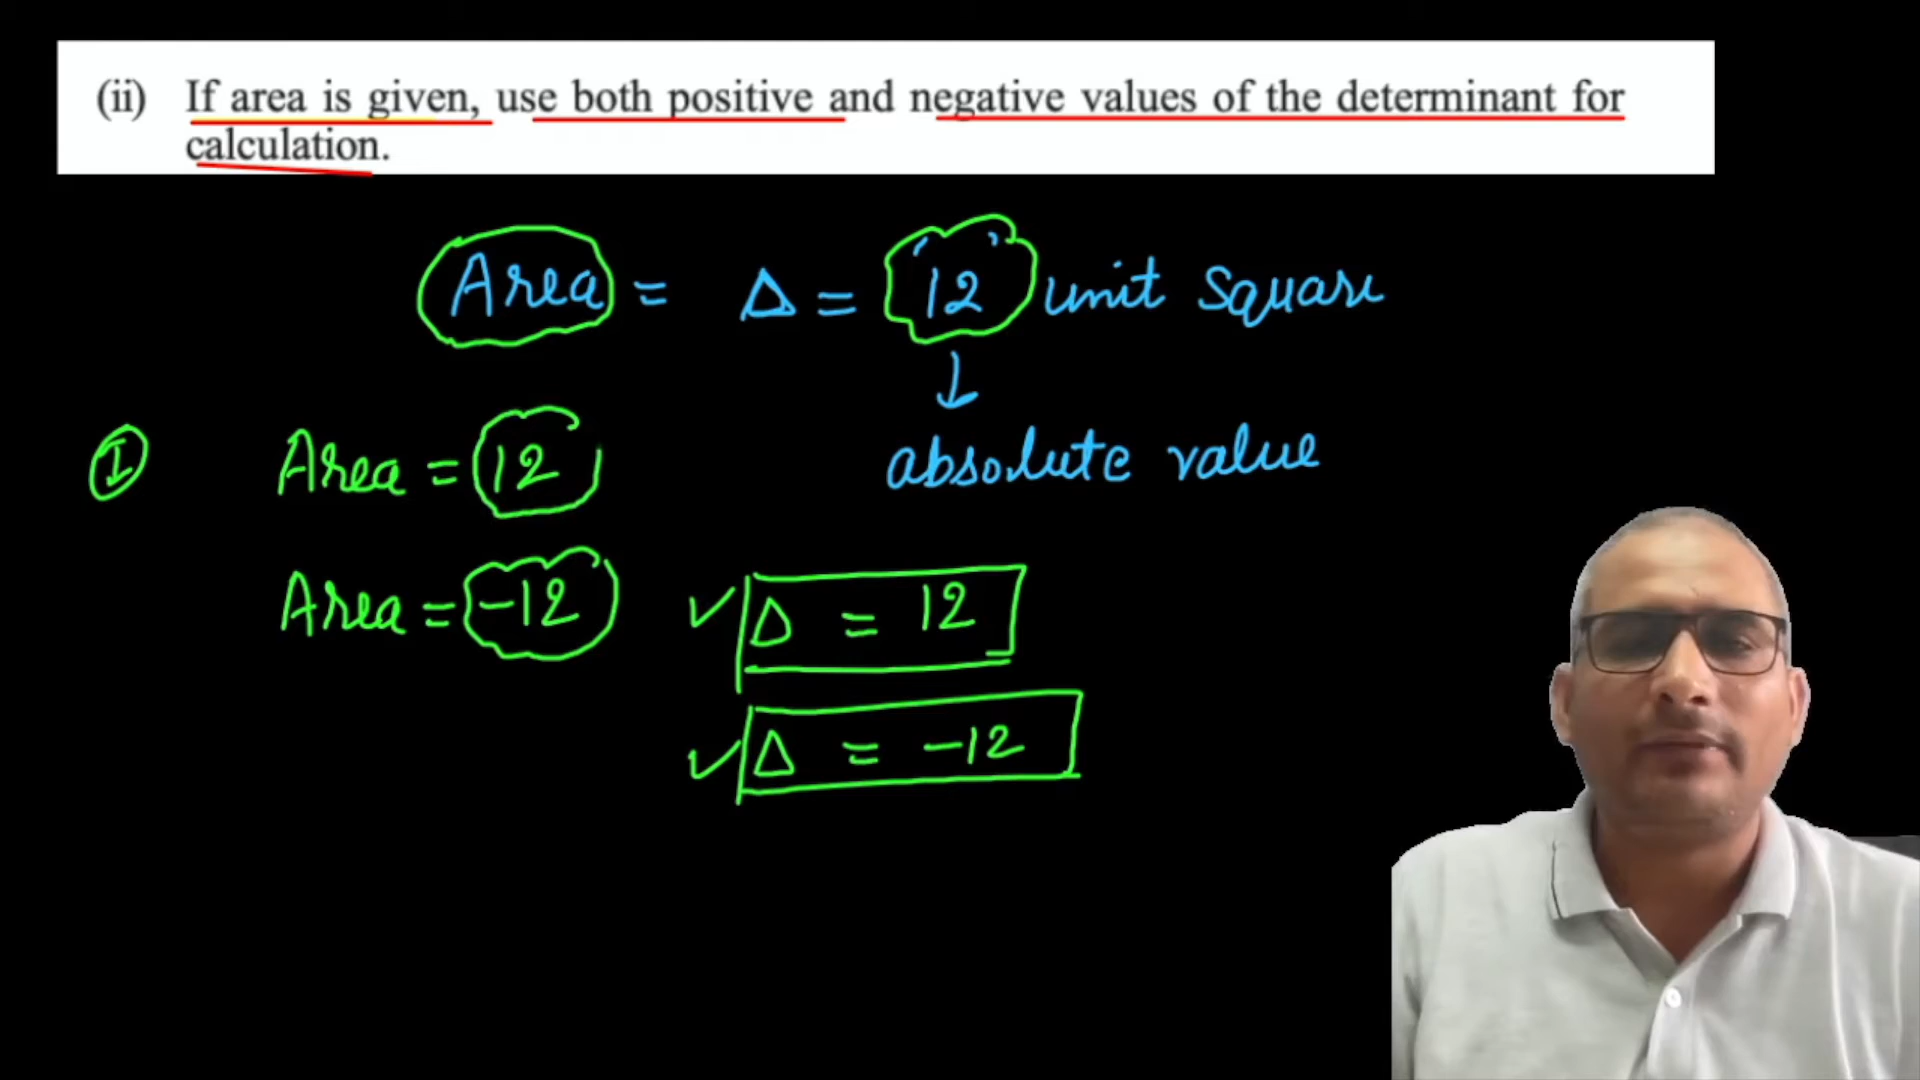 (ii) If area is given, use both positive and negative values of the determinant for
calculation.
Area = Δ = 12 unit square
↓
I Area = 12 absolute value
Area = -12
✓ Δ = 12
✓ Δ = -12